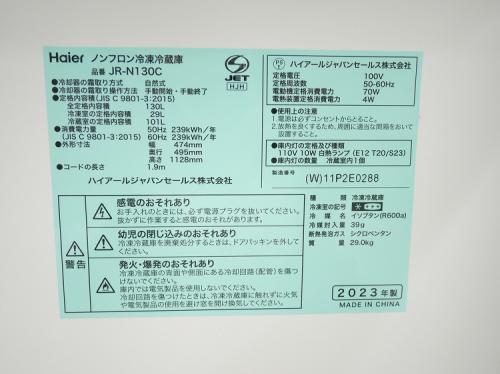 Haier ノンフロン冷凍冷蔵庫
品番 JR-N130C
S
JET
HJH
●冷却器の霜取り方式 自然式
●冷却器の霜取り操作方法 手動開始・手動終了
●定格内容積(JIS C 9801-3:2015)
全定格内容積 130L
冷凍室の定格内容積 29L
冷蔵室の定格内容積 101L
●消費電力量 50Hz 239kWh/年
(JIS C 9801-3:2015) 60Hz 239kWh/年
●外形寸法 幅 474mm
奥行 495mm
高さ 1128mm
●コードの長さ 1.9m
ハイアールジャパンセールス株式会社
警告
感電のおそれあり
お手入れのときには、必ず電源プラグを抜いてください。
抜かずに作業すると感電のおそれがあります。
幼児の閉じ込めのおそれあり
冷凍冷蔵庫を廃棄処分するときは、ドアパッキンを外してください。
発火・爆発のおそれあり
冷凍冷蔵庫の背面や側面にある冷却回路(配管)を傷つけないでください。
庫内では電気製品を使用しないでください。
冷却回路を傷つけたときは、冷凍冷蔵庫に触れずに火気や電気製品の使用を避け窓を開けて換気してください。
PS
E
ハイアールジャパンセールス株式会社
定格電圧 100V
定格周波数 50-60Hz
電動機定格消費電力 70W
電熱装置定格消費電力 4W
●使用上の注意
1.電源は必ずコンセントからとること。
2.放熱を良くするため、周囲に適当な間隔をおいて設置すること。
●庫内灯の定格及び種類
110V 10W 白熱ランプ(E12 T20/S23)
●庫内灯の数量 冷蔵室内1個
製造番号 (W)11P2E0288
種類 冷凍冷蔵庫
冷凍室の記号
冷媒 イソブタン(R600a)
冷媒封入量 39g
断熱発泡ガス シクロペンタン
質量 29.0kg
2023年製
MADE IN CHINA